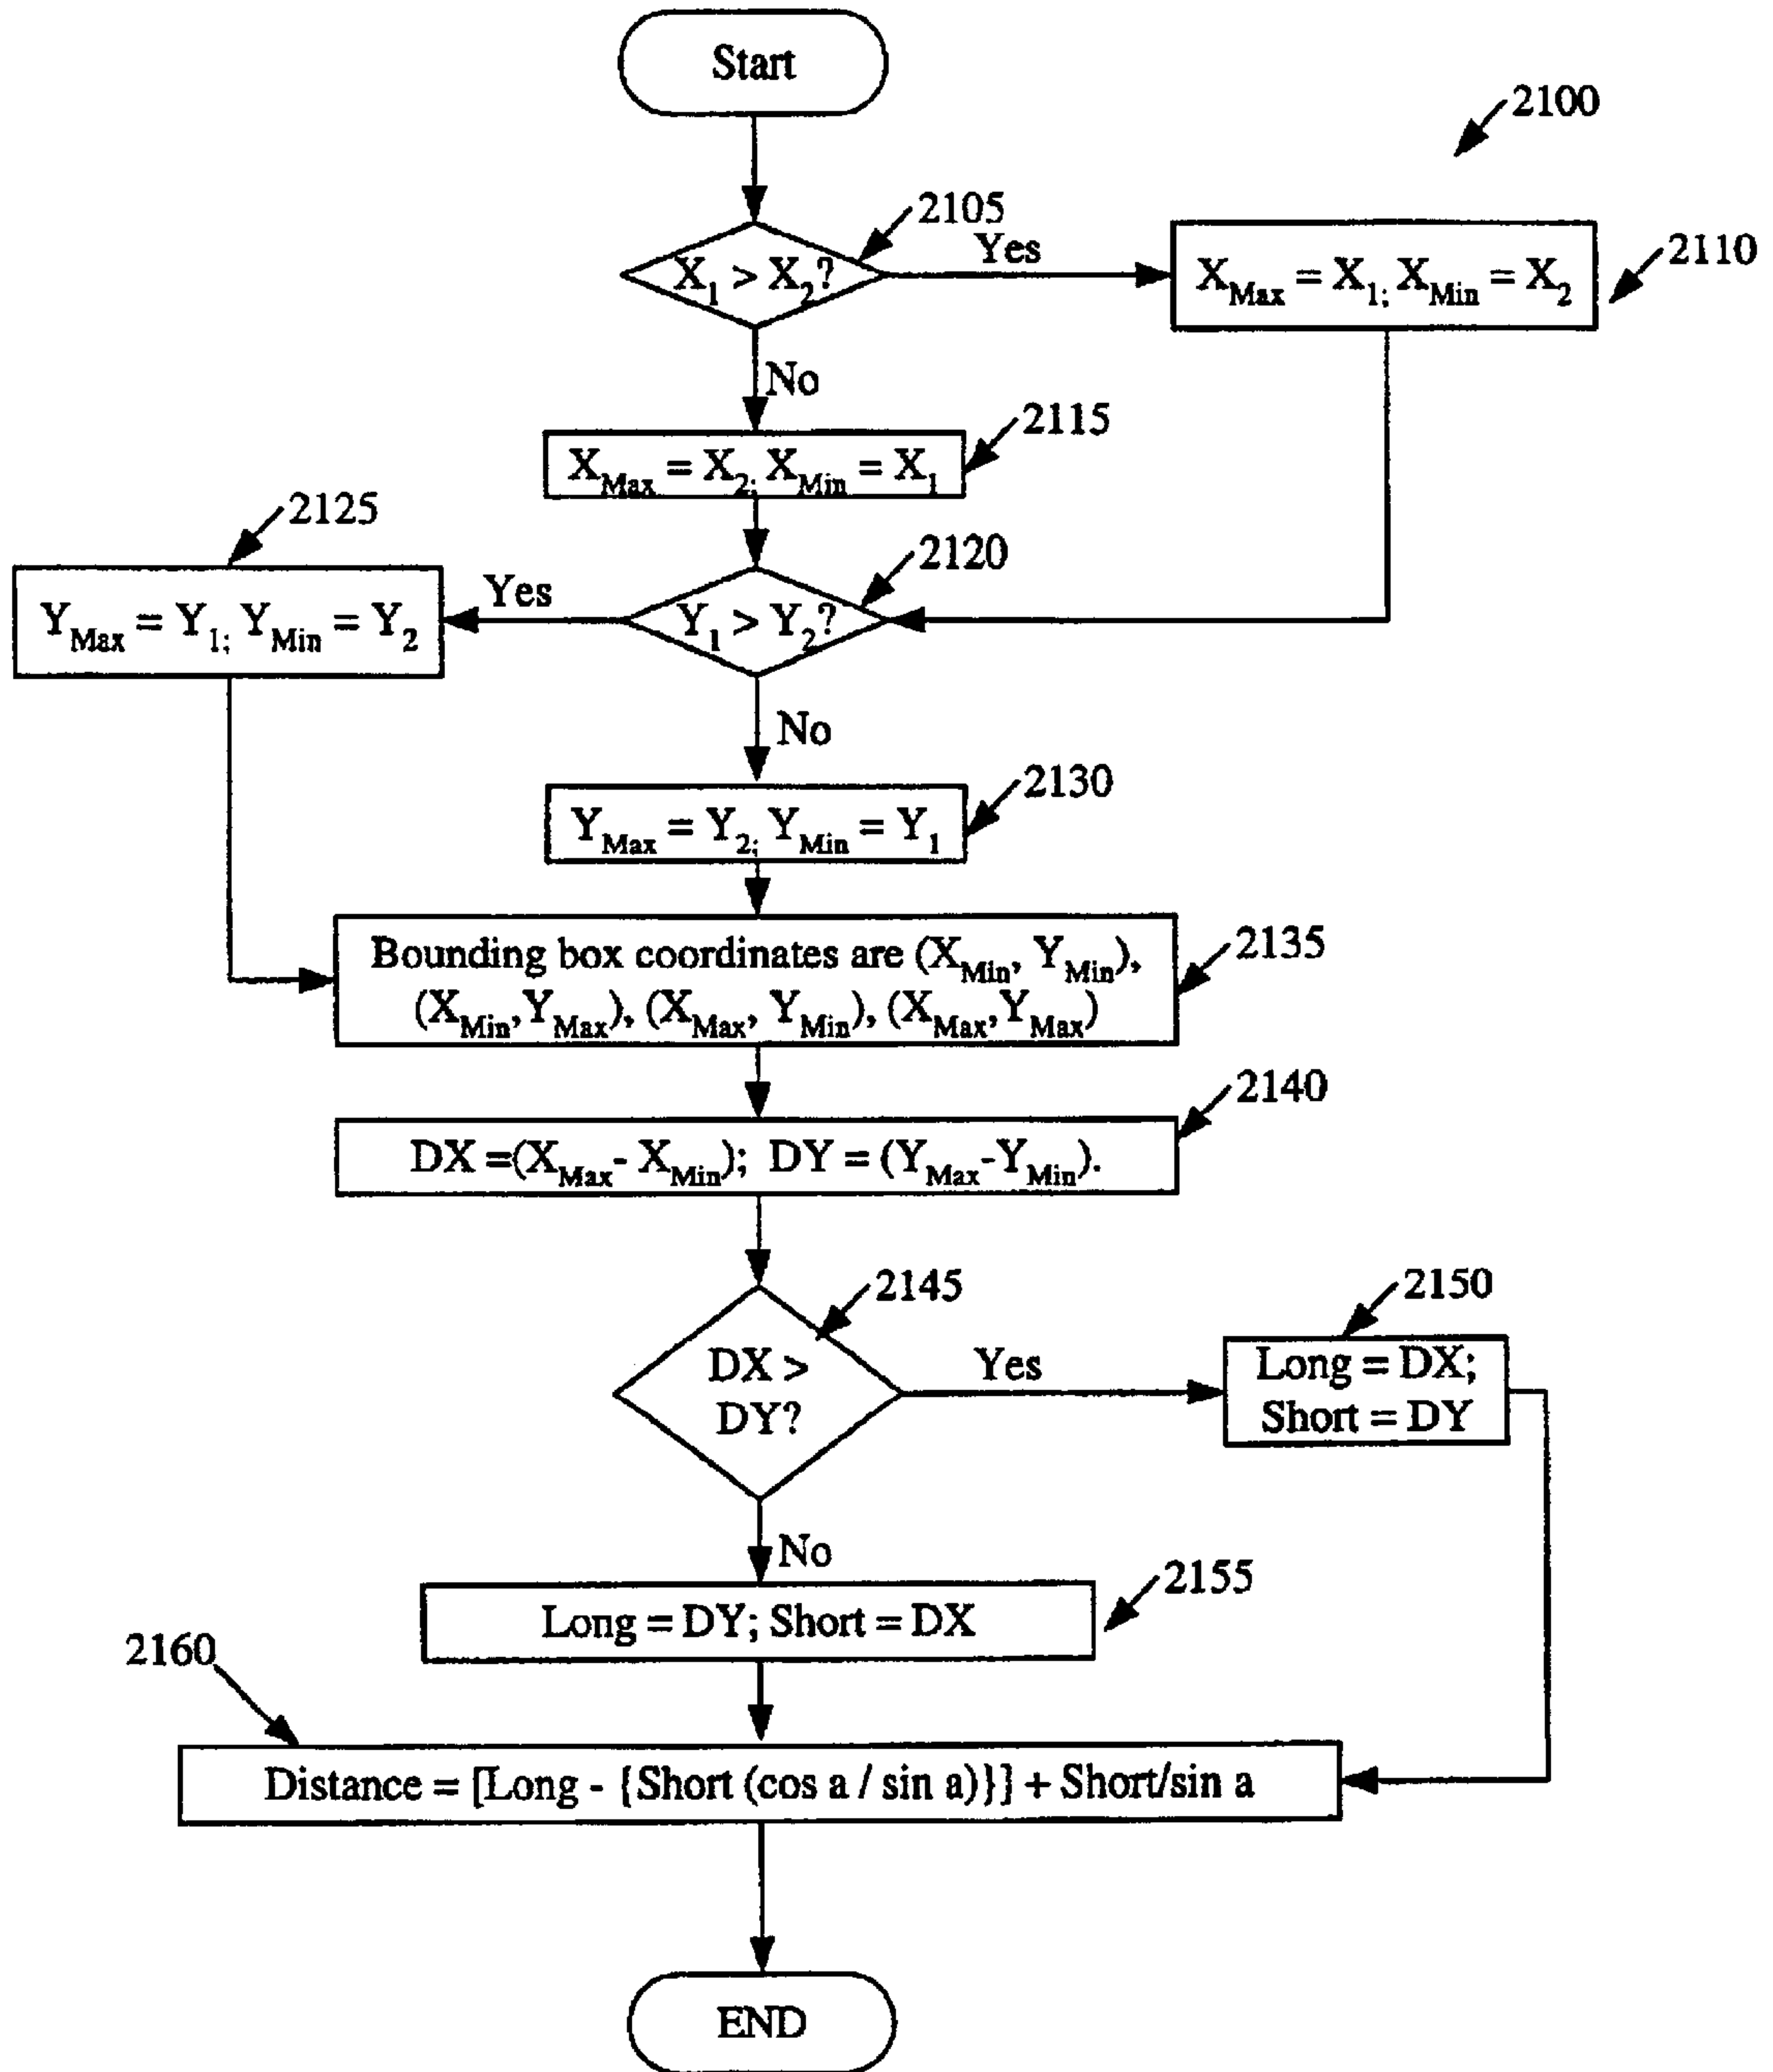 Start
2100
2105
X1 > X2?
Yes
XMax = X1; XMin = X2
2110
No
2115
XMax = X2; XMin = X1
2125
2120
YMax = Y1; YMin = Y2
Yes
Y1 > Y2?
No
2130
YMax = Y2; YMin = Y1
Bounding box coordinates are (XMin, YMin),
(XMin,YMax), (XMax, YMin), (XMax,YMax)
2135
2140
DX =(XMax- XMin); DY = (YMax-YMin).
2145
2150
DX >
DY?
Yes
Long = DX;
Short = DY
No
2155
Long = DY; Short = DX
2160
Distance = [Long - {Short (cos a / sin a)}] + Short/sin a
END